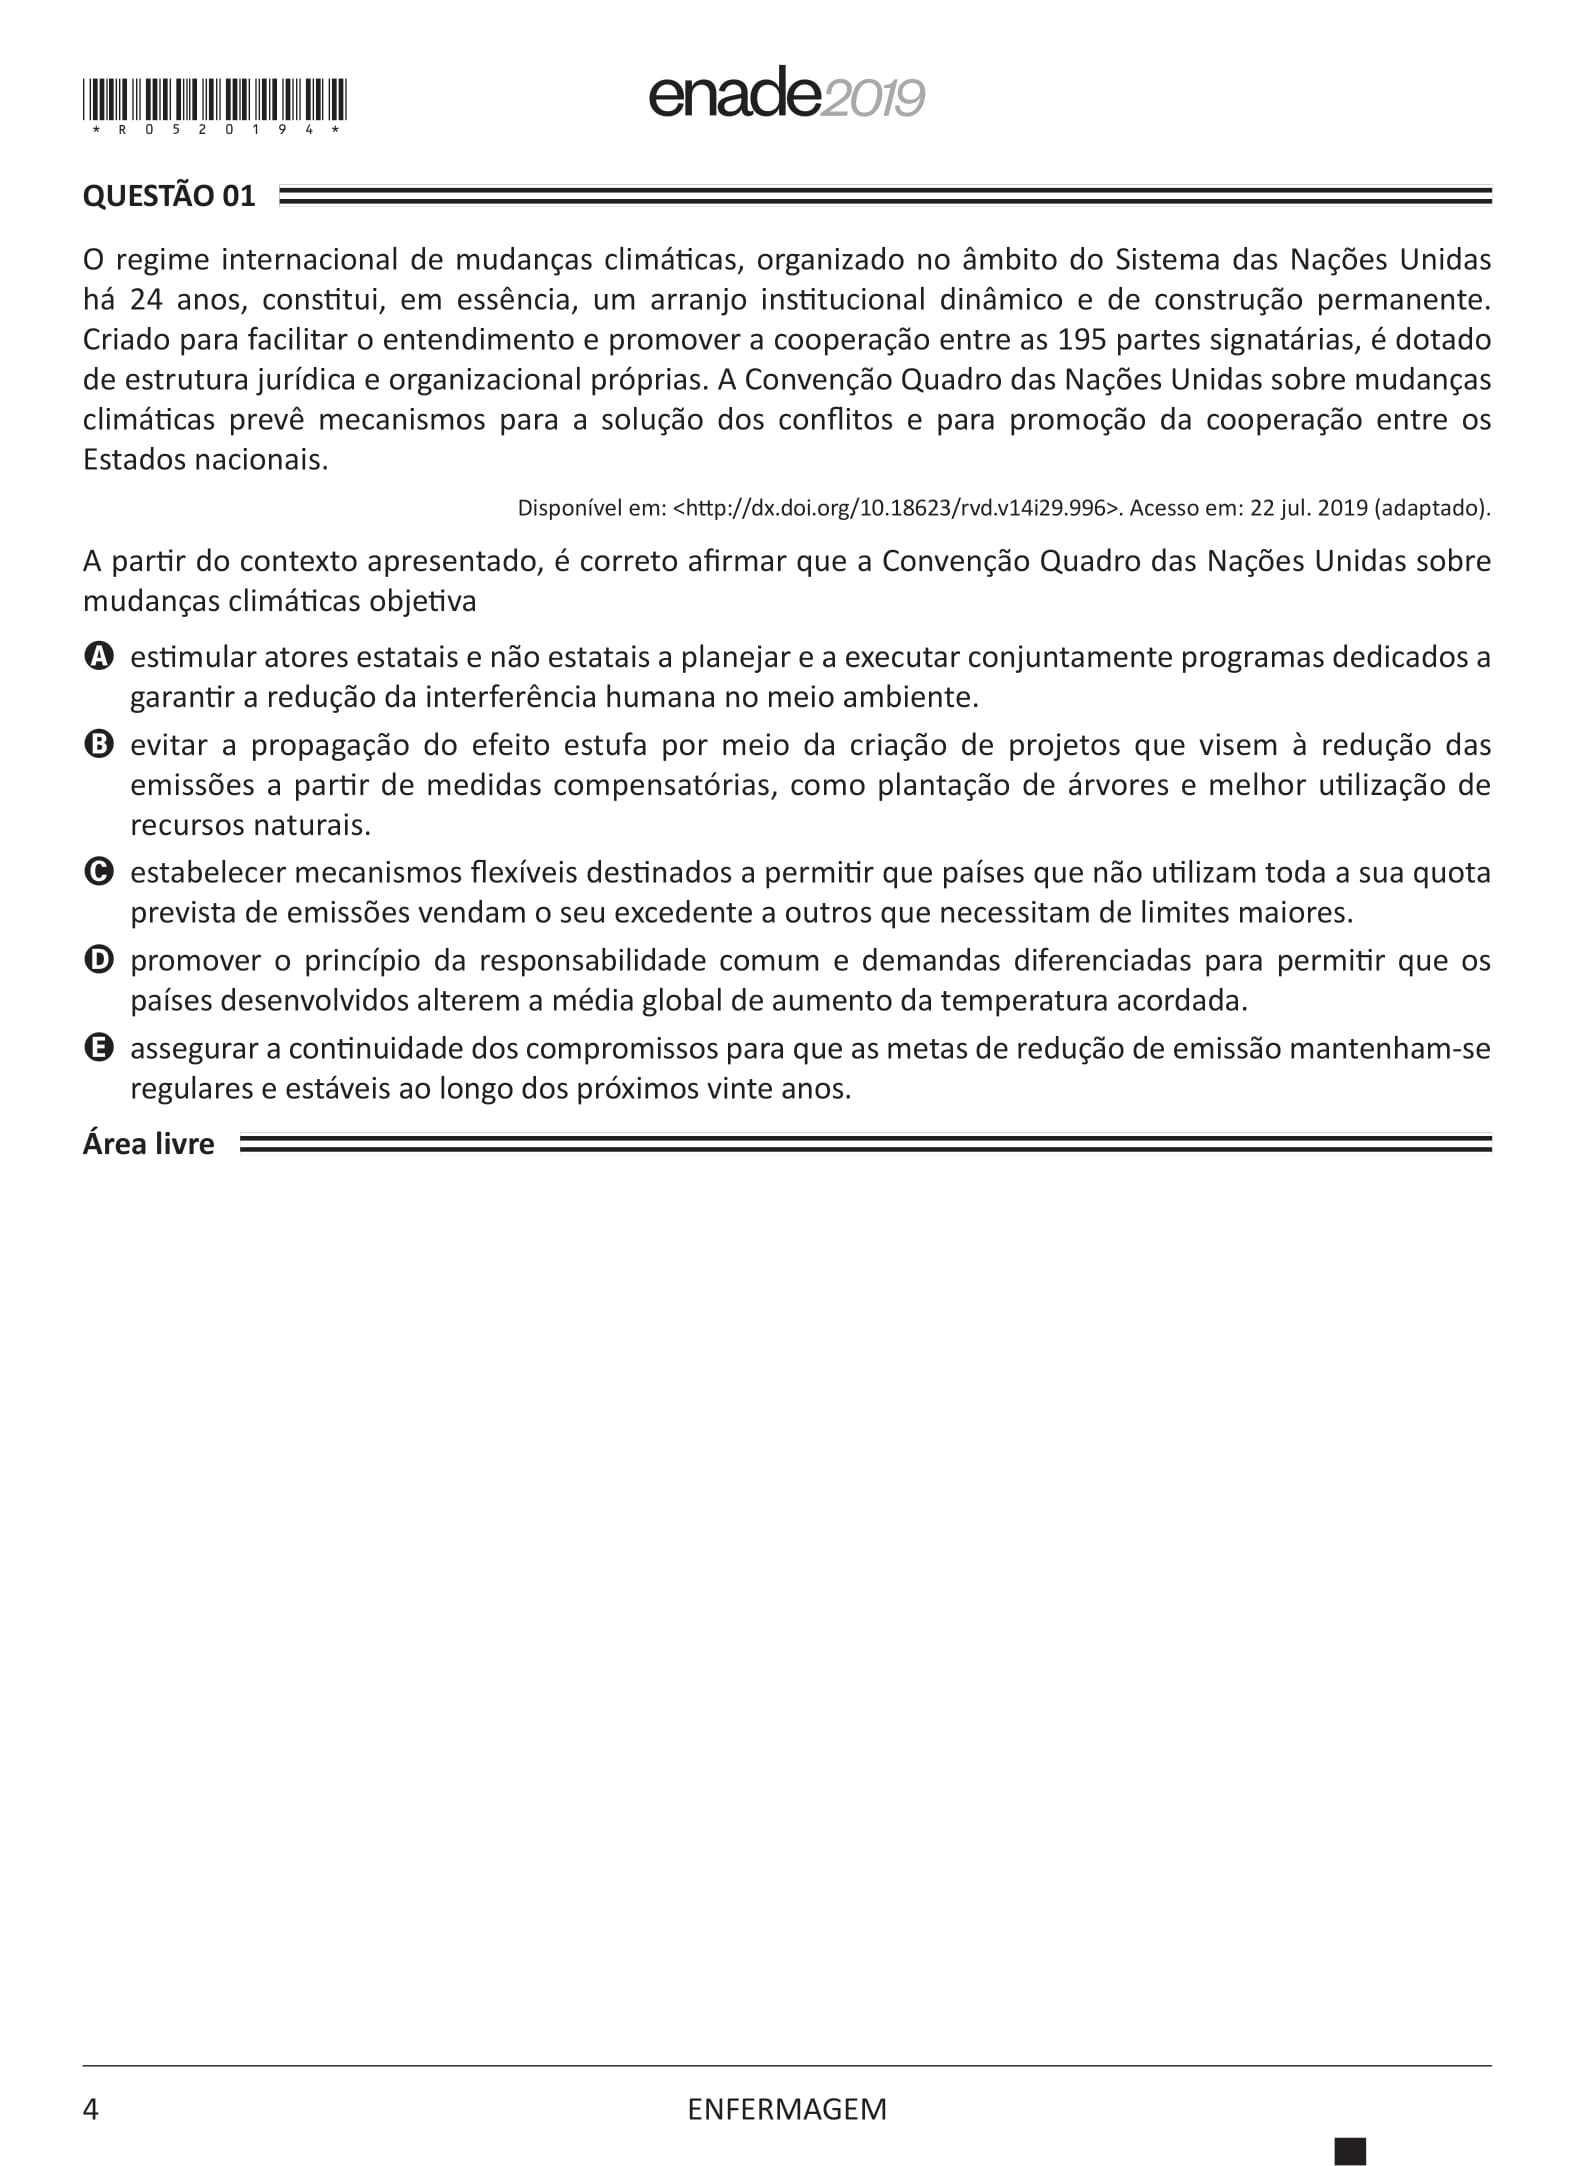 *R0520194*
enade2019
QUESTÃO 01
O regime internacional de mudanças climáticas, organizado no âmbito do Sistema das Nações Unidas
há 24 anos, constitui, em essência, um arranjo institucional dinâmico e de construção permanente.
Criado para facilitar o entendimento e promover a cooperação entre as 195 partes signatárias, é dotado
de estrutura jurídica e organizacional próprias. A Convenção Quadro das Nações Unidas sobre mudanças
climáticas prevê mecanismos para a solução dos conflitos e para promoção da cooperação entre os
Estados nacionais.
Disponível em: <http://dx.doi.org/10.18623/rvd.v14i29.996>. Acesso em: 22 jul. 2019 (adaptado).
A partir do contexto apresentado, é correto afirmar que a Convenção Quadro das Nações Unidas sobre
mudanças climáticas objetiva
A estimular atores estatais e não estatais a planejar e a executar conjuntamente programas dedicados a
garantir a redução da interferência humana no meio ambiente.
B evitar a propagação do efeito estufa por meio da criação de projetos que visem à redução das
emissões a partir de medidas compensatórias, como plantação de árvores e melhor utilização de
recursos naturais.
C estabelecer mecanismos flexíveis destinados a permitir que países que não utilizam toda a sua quota
prevista de emissões vendam o seu excedente a outros que necessitam de limites maiores.
D promover o princípio da responsabilidade comum e demandas diferenciadas para permitir que os
países desenvolvidos alterem a média global de aumento da temperatura acordada.
E assegurar a continuidade dos compromissos para que as metas de redução de emissão mantenham-se
regulares e estáveis ao longo dos próximos vinte anos.
Área livre
4
ENFERMAGEM